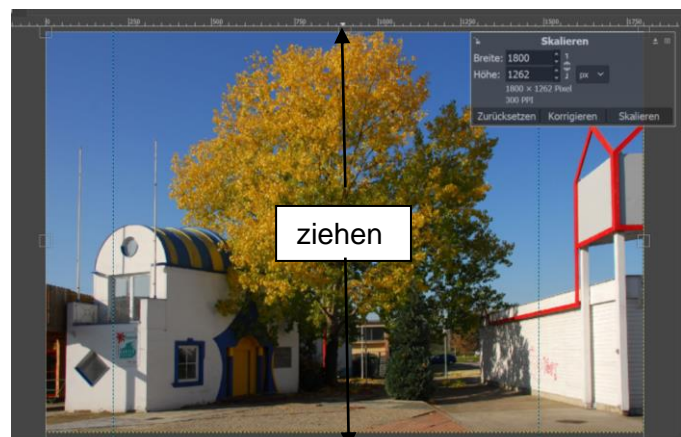 0 |250 |500 |750 |1000 |1250 |1500 |1750
Skalieren
Breite: 1800
Höhe: 1262 px
1800 × 1262 Pixel
300 PPI
Zurücksetzen Korrigieren Skalieren
ziehen